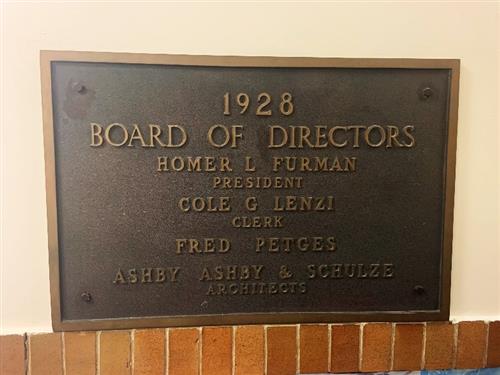 1928
BOARD OF DIRECTORS
HOMER L FURMAN
PRESIDENT
COLE G LENZI
CLERK
FRED PETGES
ASHBY ASHBY & SCHULZE
ARCHITECTS